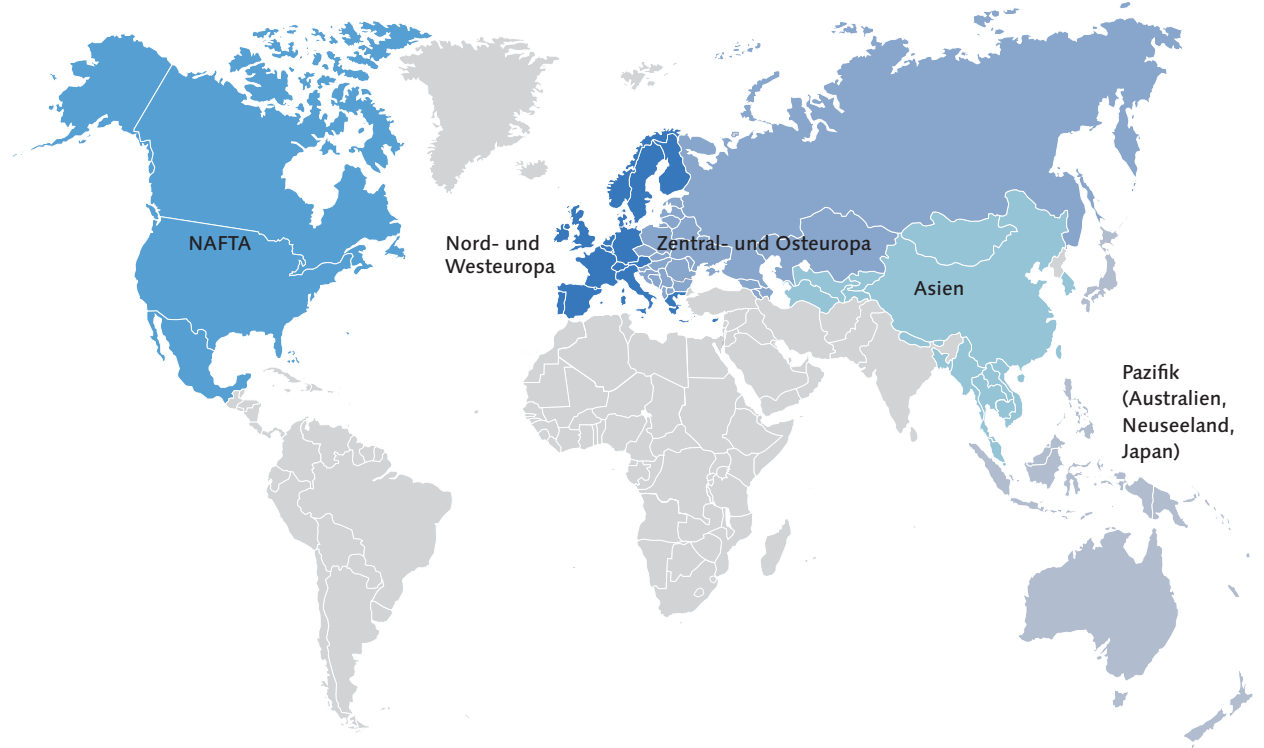 NAFTA
Nord- und
Westeuropa
Zentral- und Osteuropa
Asien
Pazifik
(Australien,
Neuseeland,
Japan)